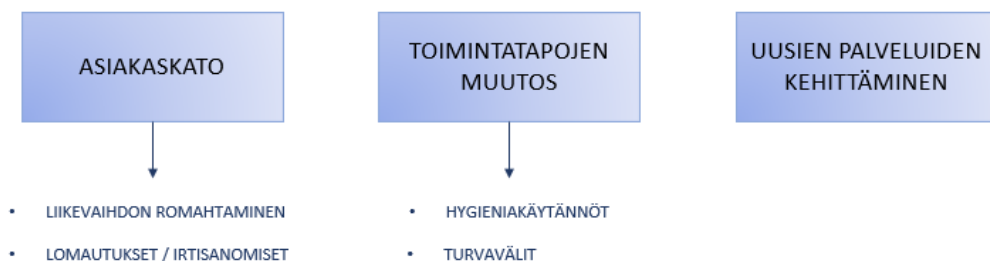 ASIAKASKATO
TOIMINTATAPOJEN
MUUTOS
UUSIEN PALVELUIDEN
KEHITTÄMINEN
• LIIKEVAIHDON ROMAHTAMINEN
• LOMAUTUKSET / IRTISANOMISET
• HYGIENIAKÄYTÄNNÖT
• TURVAVÄLIT